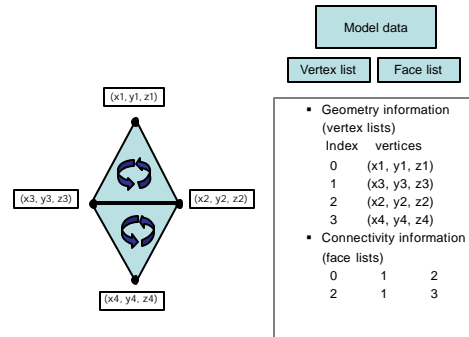 Model data
Vertex list Face list
(x1, y1, z1)
(x3, y3, z3) (x2, y2, z2)
(x4, y4, z4)
▪ Geometry information
(vertex lists)
Index vertices
0 (x1, y1, z1)
1 (x3, y3, z3)
2 (x2, y2, z2)
3 (x4, y4, z4)
▪ Connectivity information
(face lists)
0 1 2
2 1 3